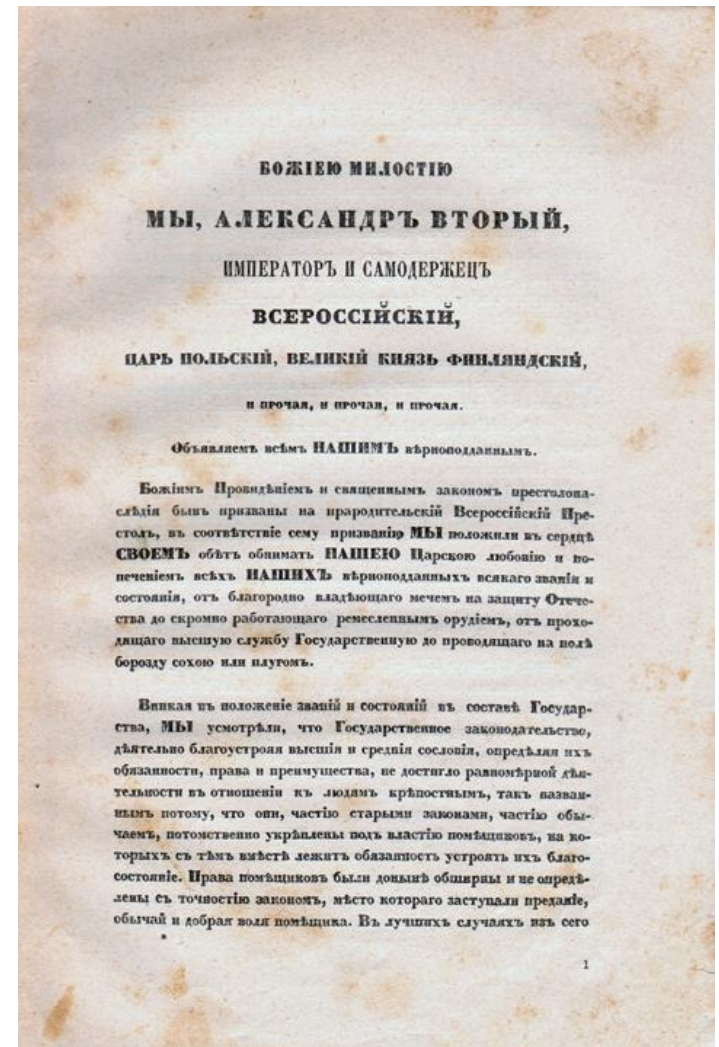 БОЖІЕЮ МИЛОСТІЮ
МЫ, АЛЕКСАНДРЪ ВТОРЫЙ,
ИМПЕРАТОРЪ И САМОДЕРЖЕЦЪ
ВСЕРОССІЙСКІЙ,
ЦАРЬ ПОЛЬСКІЙ, ВЕЛИКІЙ КНЯЗЬ ФИНЛЯНДСКІЙ,
и прочая, и прочая, и прочая.
Объявляемъ всѣмъ НАШИМЪ вѣрноподданнымъ.
Божіимъ Провидѣніемъ и священнымъ закономъ престолона-
слѣдія бывъ призваны на прародительскій Всероссійскій Пре-
столъ, въ соотвѣтствіе сему призванію МЫ положили въ сердцѣ
СВОЕМЪ обѣтъ обнимать НАШЕЮ Царскою любовію и по-
печеніемъ всѣхъ НАШИХЪ вѣрноподданныхъ всякаго званія и
состоянія, отъ благородно владѣющаго мечемъ на защиту Отече-
ства до скромно работающаго ремесленнымъ орудіемъ, отъ прохо-
дящаго высшую службу Государственную до проводящаго на полѣ
борозду сохою или плугомъ.
Вникая въ положеніе званій и состояній въ составѣ Государ-
ства, МЫ усмотрѣли, что Государственное законодательство,
дѣятельно благоустрояя высшія и среднія сословія, опредѣляя ихъ
обязанности, права и преимущества, не достигло равномѣрной дѣя-
тельности въ отношеніи къ людямъ крѣпостнымъ, такъ назван-
нымъ потому, что они, частію старыми законами, частію обы-
чаемъ, потомственно укрѣплены подъ властію помѣщиковъ, на ко-
торыхъ съ тѣмъ вмѣстѣ лежитъ обязанность устроять ихъ благо-
состояніе. Права помѣщиковъ были донынѣ обширны и не опредѣ-
лены съ точностію закономъ, мѣсто котораго заступали преданіе,
обычай и добрая воля помѣщика. Въ лучшихъ случаяхъ изъ сего
1